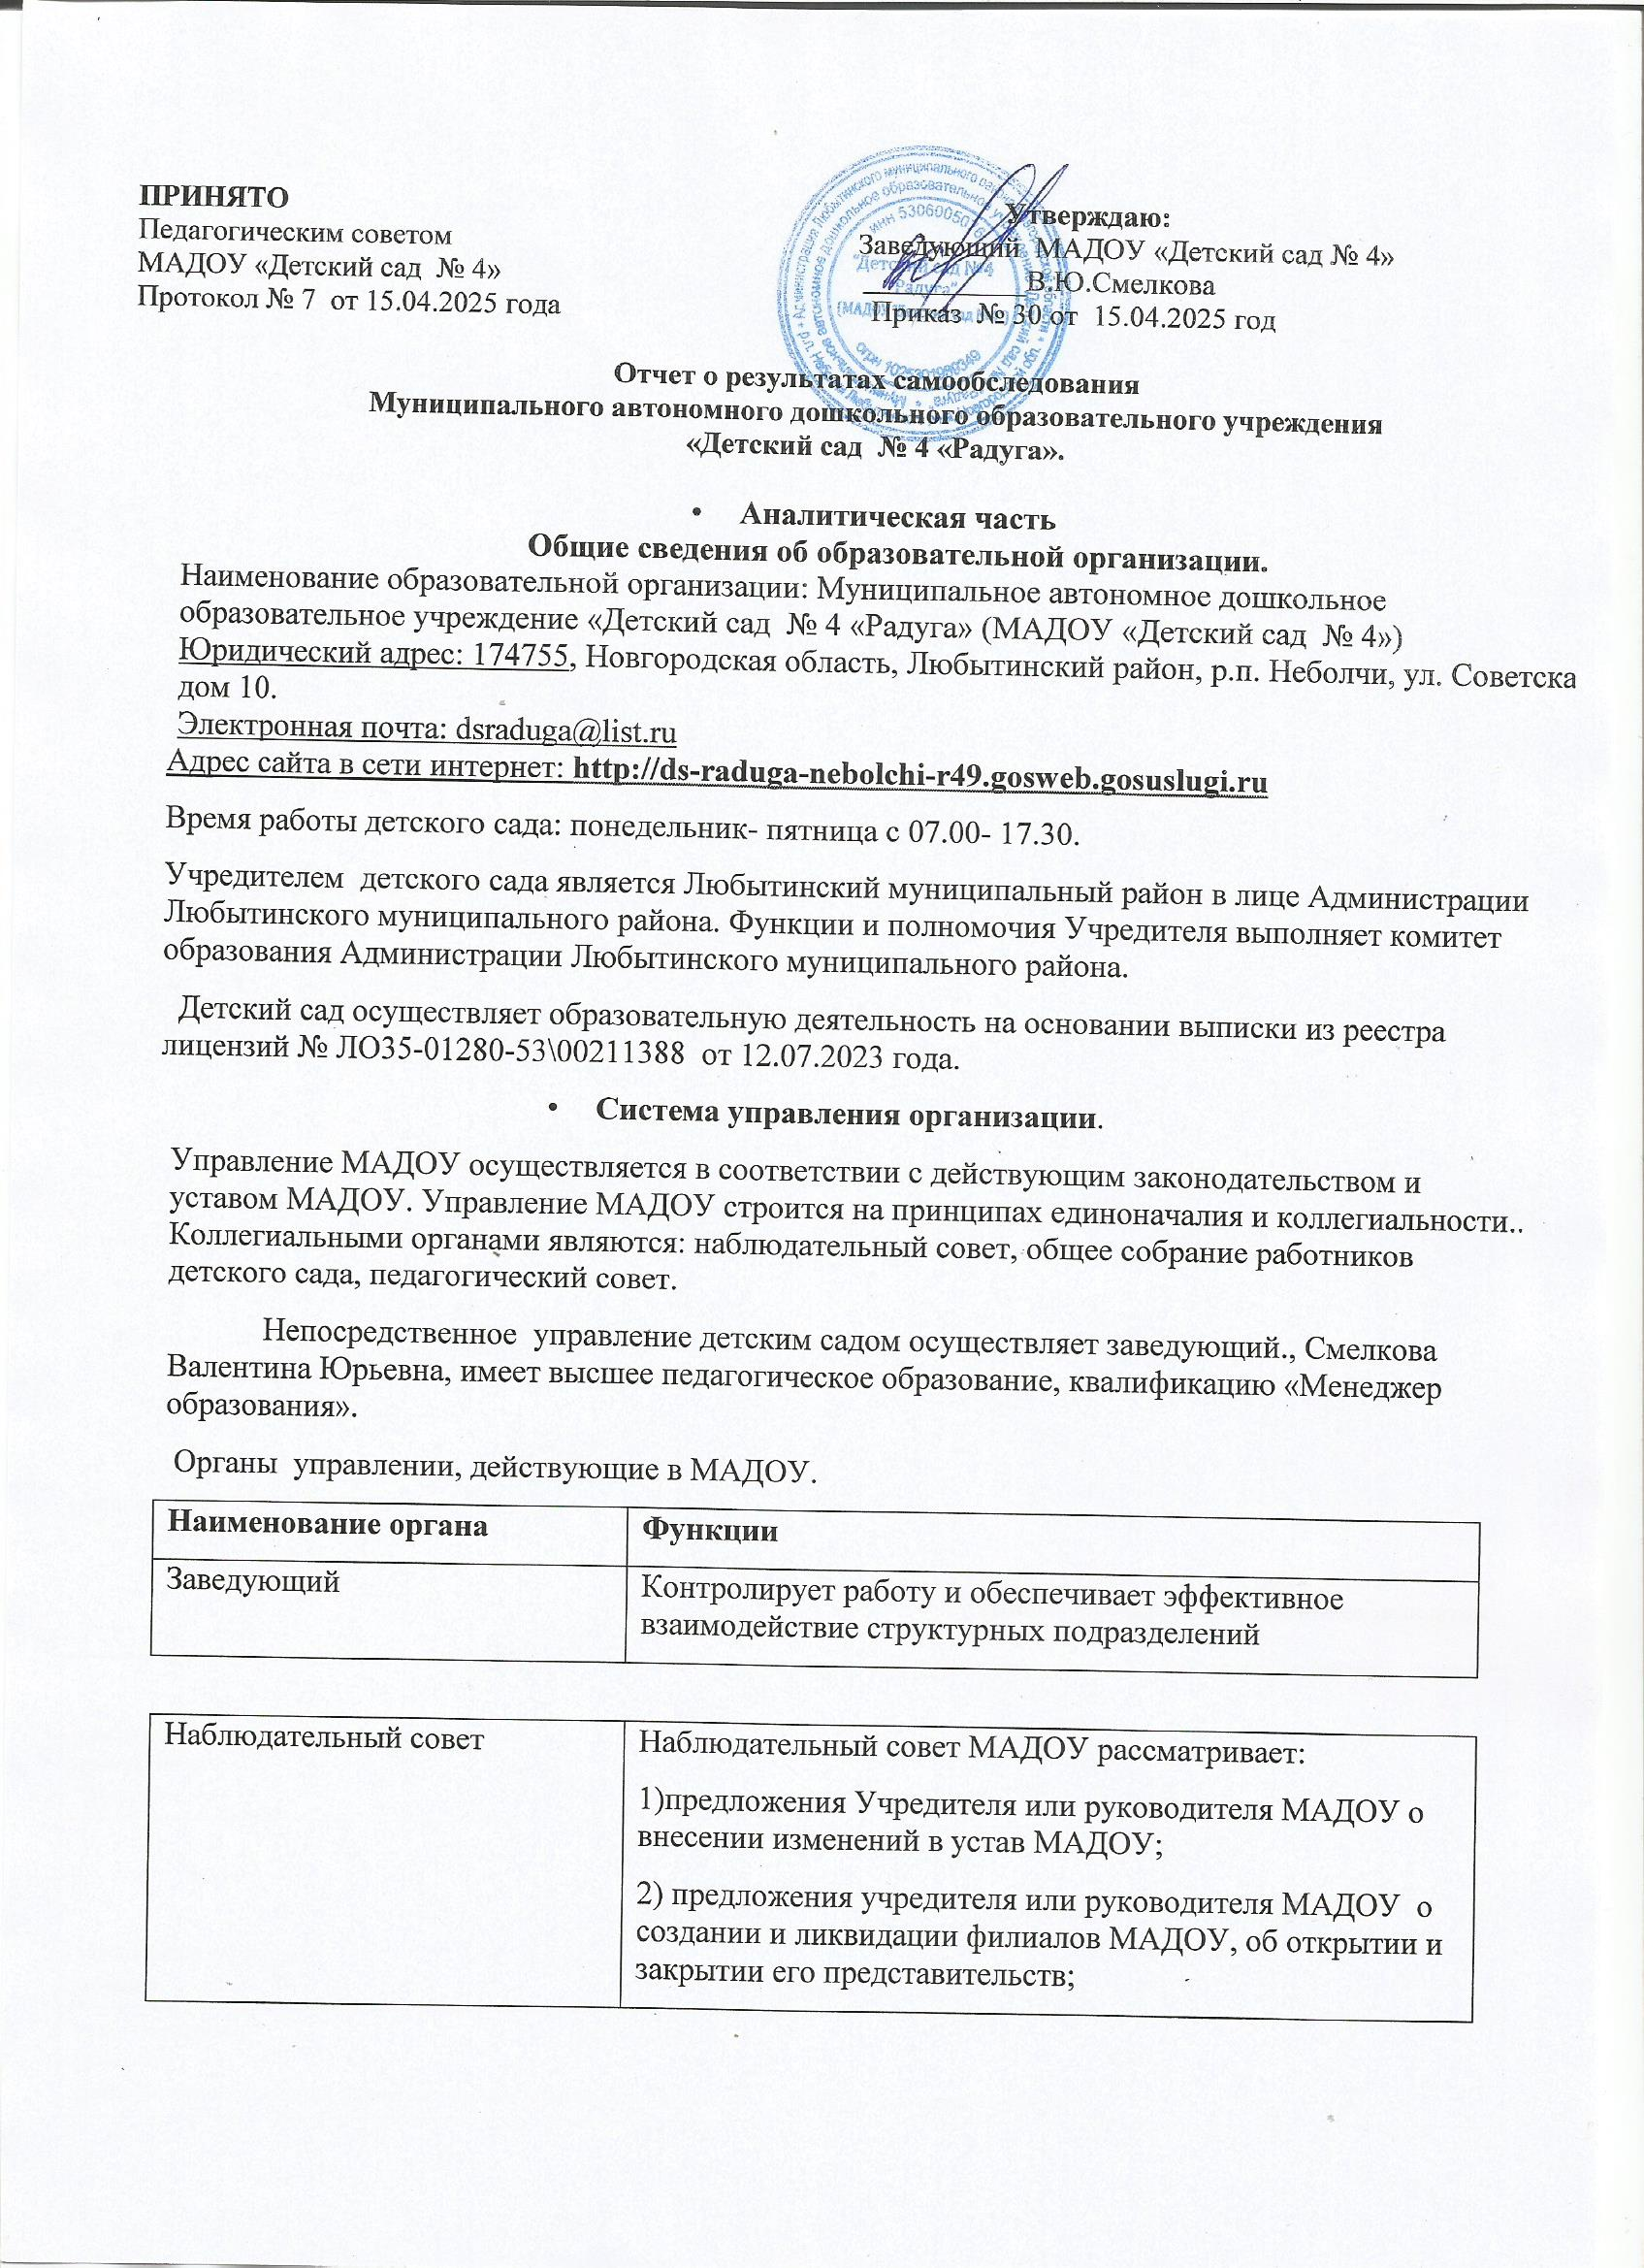 ПРИНЯТО
Педагогическим советом
МАДОУ «Детский сад № 4»
Протокол № 7 от 15.04.2025 года
Утверждаю:
Заведующий МАДОУ «Детский сад № 4»
____________В.Ю.Смелкова
Приказ № 30 от 15.04.2025 год
Отчет о результатах самообследования
Муниципального автономного дошкольного образовательного учреждения
«Детский сад № 4 «Радуга».
• Аналитическая часть
Общие сведения об образовательной организации.
Наименование образовательной организации: Муниципальное автономное дошкольное
образовательное учреждение «Детский сад № 4 «Радуга» (МАДОУ «Детский сад № 4»)
Юридический адрес: 174755, Новгородская область, Любытинский район, р.п. Неболчи, ул. Советска
дом 10.
Электронная почта: dsraduga@list.ru
Адрес сайта в сети интернет: http://ds-raduga-nebolchi-r49.gosweb.gosuslugi.ru
Время работы детского сада: понедельник- пятница с 07.00- 17.30.
Учредителем детского сада является Любытинский муниципальный район в лице Администрации
Любытинского муниципального района. Функции и полномочия Учредителя выполняет комитет
образования Администрации Любытинского муниципального района.
Детский сад осуществляет образовательную деятельность на основании выписки из реестра
лицензий № ЛО35-01280-53\00211388 от 12.07.2023 года.
• Система управления организации.
Управление МАДОУ осуществляется в соответствии с действующим законодательством и
уставом МАДОУ. Управление МАДОУ строится на принципах единоначалия и коллегиальности..
Коллегиальными органами являются: наблюдательный совет, общее собрание работников
детского сада, педагогический совет.
Непосредственное управление детским садом осуществляет заведующий., Смелкова
Валентина Юрьевна, имеет высшее педагогическое образование, квалификацию «Менеджер
образования».
Органы управлении, действующие в МАДОУ.
Наименование органа
Функции
Заведующий
Контролирует работу и обеспечивает эффективное
взаимодействие структурных подразделений
Наблюдательный совет
Наблюдательный совет МАДОУ рассматривает:
1)предложения Учредителя или руководителя МАДОУ о
внесении изменений в устав МАДОУ;
2) предложения учредителя или руководителя МАДОУ о
создании и ликвидации филиалов МАДОУ, об открытии и
закрытии его представительств;